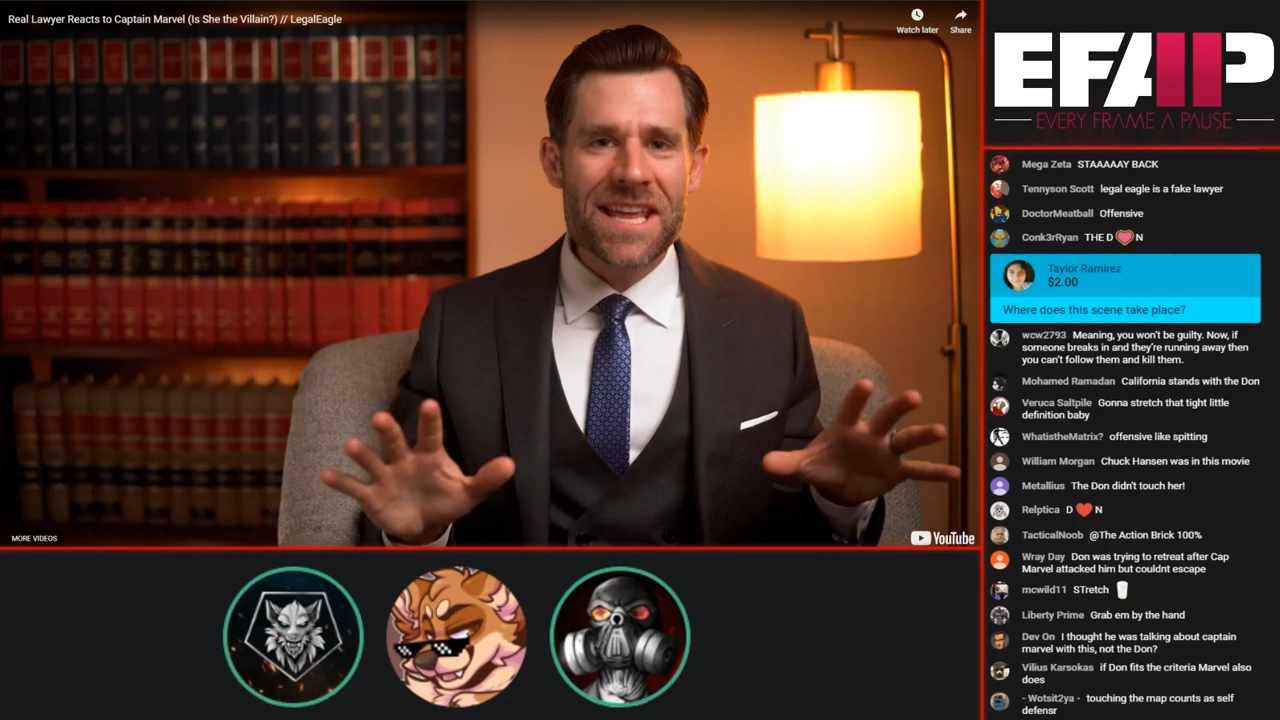 Real Lawyer Reacts to Captain Marvel (Is She the Villain?) // LegalEagle
Watch later
Share
MORE VIDEOS
YouTube
EFAP
EVERY FRAME A PAUSE
Mega Zeta STAAAAAY BACK
Tennyson Scott legal eagle is a fake lawyer
DoctorMeatball Offensive
Conk3rRyan THE D 💗 N
Taylor Ramirez
$2.00
Where does this scene take place?
wcw2793 Meaning, you won't be guilty. Now, if
someone breaks in and they're running away then
you can't follow them and kill them.
Mohamed Ramadan California stands with the Don
Veruca Saltpile Gonna stretch that tight little
definition baby
WhatistheMatrix? offensive like spitting
William Morgan Chuck Hansen was in this movie
Metallius The Don didn't touch her!
Relptica D ❤️ N
TacticalNoob @The Action Brick 100%
Wray Day Don was trying to retreat after Cap
Marvel attacked him but couldnt escape
mcwild11 STretch 🥛
Liberty Prime Grab em by the hand
Dev On I thought he was talking about captain
marvel with this, not the Don?
Vilius Karsokas if Don fits the criteria Marvel also
does
- Wotsit2ya - touching the map counts as self
defensr